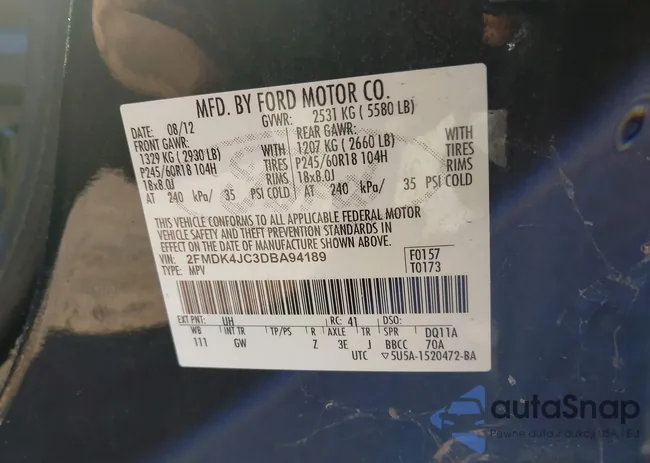 MFD. BY FORD MOTOR CO.
DATE: 08/12 GVWR: 2531 KG (5580 LB)
FRONT GAWR: REAR GAWR:
1329 KG (2930 LB) WITH 1207 KG (2660 LB) WITH
P245/60R18 104H TIRES P245/60R18 104H TIRES
18x8.0J RIMS 18x8.0J RIMS
AT 240 kPa/ 35 PSI COLD AT 240 kPa/ 35 PSI COLD
THIS VEHICLE CONFORMS TO ALL APPLICABLE FEDERAL MOTOR
VEHICLE SAFETY AND THEFT PREVENTION STANDARDS IN
EFFECT ON THE DATE OF MANUFACTURE SHOWN ABOVE.
VIN: 2FMDK4JC3DBA94189 F0157
TYPE: MPV T0173
EXT PNT: UH RC: 41 DSO:
WB INT TR TP/PS R AXLE TR SPR DQ11A
111 GW Z 3E J BBCC 70A
UTC ▽5U5A-1520472-BA
autaSnap
Pewne auta z aukcji USA i EU